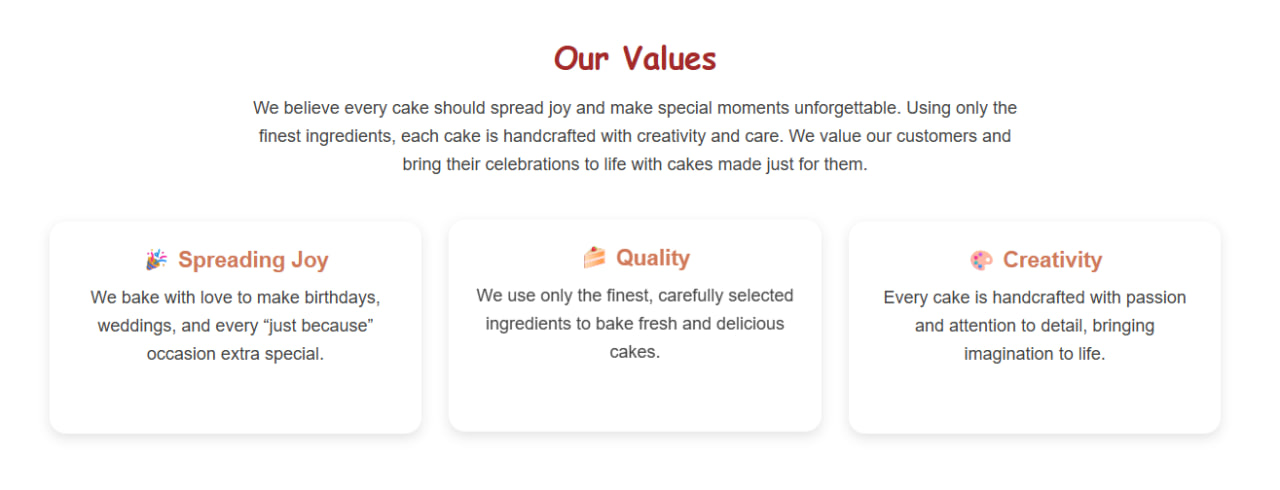 Our Values
We believe every cake should spread joy and make special moments unforgettable. Using only the
finest ingredients, each cake is handcrafted with creativity and care. We value our customers and
bring their celebrations to life with cakes made just for them.
🎉 Spreading Joy
We bake with love to make birthdays,
weddings, and every “just because”
occasion extra special.
🍰 Quality
We use only the finest, carefully selected
ingredients to bake fresh and delicious
cakes.
🎨 Creativity
Every cake is handcrafted with passion
and attention to detail, bringing
imagination to life.